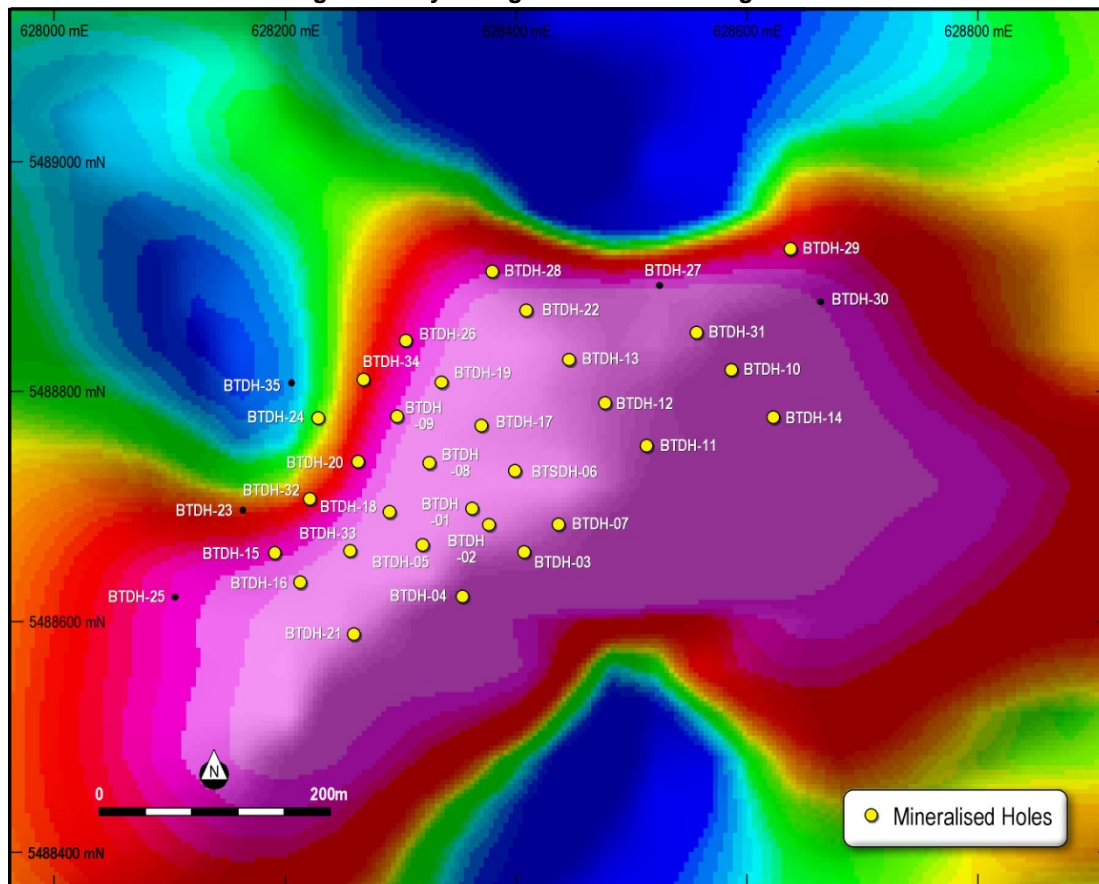 628000 mE
628200 mE
628400 mE
628600 mE
628800 mE
5489000 mN
BTDH-29
BTDH-28
BTDH-27
BTDH-30
BTDH-22
BTDH-31
BTDH-26
BTDH-13
BTDH-34
BTDH-19
BTDH-10
BTDH-35
5488800 mN
BTDH-24
BTDH
-09
BTDH-17
BTDH-12
BTDH-14
BTDH-11
BTDH-20
BTDH
-08
BTSDH-06
BTDH-32
BTDH-23
BTDH-18
BTDH
-01
BTDH
-02
BTDH-07
BTDH-33
BTDH-15
BTDH-05
BTDH-03
BTDH-16
BTDH-25
BTDH-04
5488600 mN
BTDH-21
N
0
200m
Mineralised Holes
5488400 mN